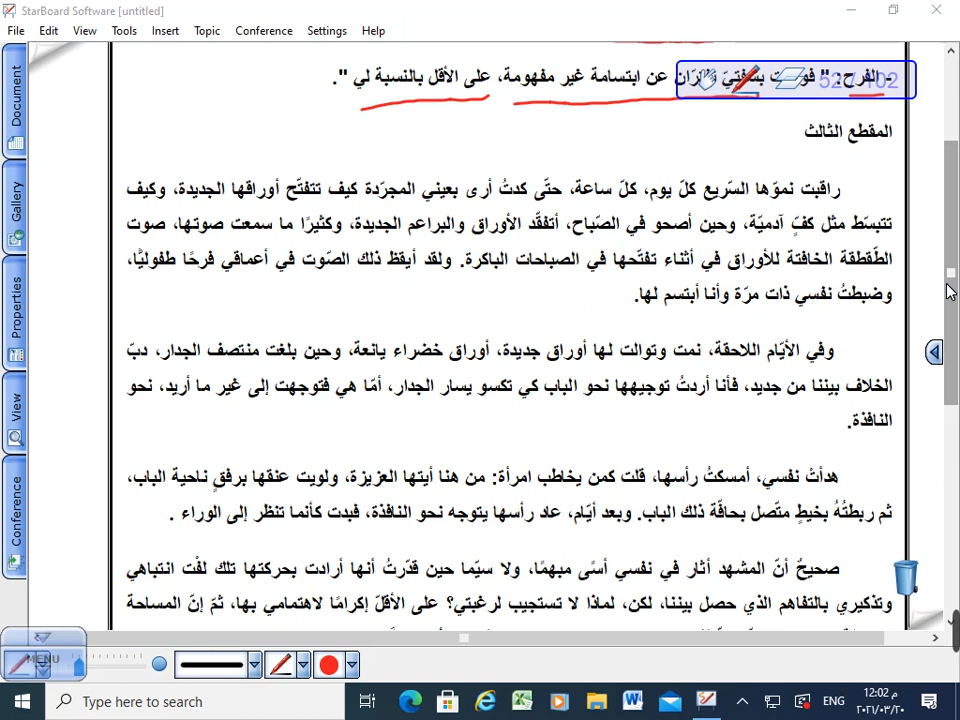 StarBoard Software [untitled]
File Edit View Tools Insert Topic Conference Settings Help
Document
Gallery
Properties
View
Conference
- الفرح: " عن ابتسامة غير مفهومة، على الأقل بالنسبة لي ".
52 / 102
المقطع الثالث
راقبت نموّها السّريع كلّ يوم، كلّ ساعة، حتّى كدتُ أرى بعيني المجرّدة كيف تتفتّح أوراقها الجديدة، وكيف
تتبسّط مثل كفٍ آدميّة، وحين أصحو في الصّباح، أتفقّد الأوراق والبراعم الجديدة، وكثيرًا ما سمعت صوتها، صوت
الطّقطقة الخافتة للأوراق في أثناء تفتّحها في الصباحات الباكرة. ولقد أيقظ ذلك الصّوت في أعماقي فرحًا طفوليًّا،
وضبطتُ نفسي ذات مرّة وأنا أبتسم لها.
وفي الأيّام اللاحقة، نمت وتوالت لها أوراق جديدة، أوراق خضراء يانعة، وحين بلغت منتصف الجدار، دبّ
الخلاف بيننا من جديد، فأنا أردتُ توجيهها نحو الباب كي تكسو يسار الجدار، أمّا هي فتوجهت إلى غير ما أريد، نحو
النافذة.
هدأتْ نفسي، أمسكتُ رأسها، قلت كمن يخاطب امرأة: من هنا أيتها العزيزة، ولويت عنقها برفقٍ ناحية الباب،
ثم ربطتُهُ بخيطٍ متّصل بحافّة ذلك الباب. وبعد أيّام، عاد رأسها يتوجه نحو النافذة، فبدت كأنما تنظر إلى الوراء .
صحيحٌ أنّ المشهد أثار في نفسي أسًى مبهمًا، ولا سيّما حين قدّرتُ أنها أرادت بحركتها تلك لفْت انتباهي
وتذكيري بالتفاهم الذي حصل بيننا، لكن، لماذا لا تستجيب لرغبتي؟ على الأقلّ إكرامًا لاهتمامي بها، ثمّ إنّ المساحة
MENU
Type here to search
ENG
12:02 م
٢٠٢١/٠٣/٢٠